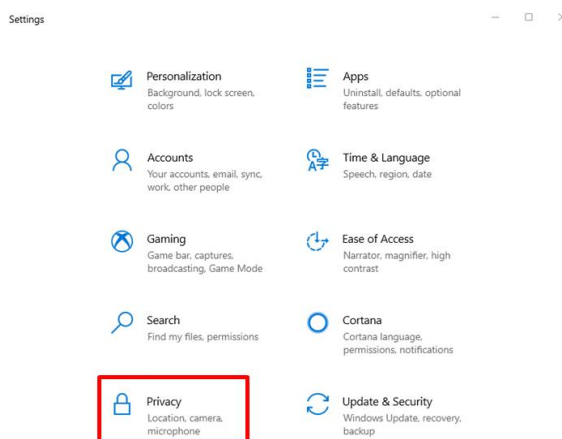 Settings
Personalization
Background, lock screen,
colors
Apps
Uninstall, defaults, optional
features
Accounts
Your accounts, email, sync,
work, other people
Time & Language
Speech, region, date
Gaming
Game bar, captures,
broadcasting, Game Mode
Ease of Access
Narrator, magnifier, high
contrast
Search
Find my files, permissions
Cortana
Cortana language,
permissions, notifications
Privacy
Location, camera,
microphone
Update & Security
Windows Update, recovery,
backup